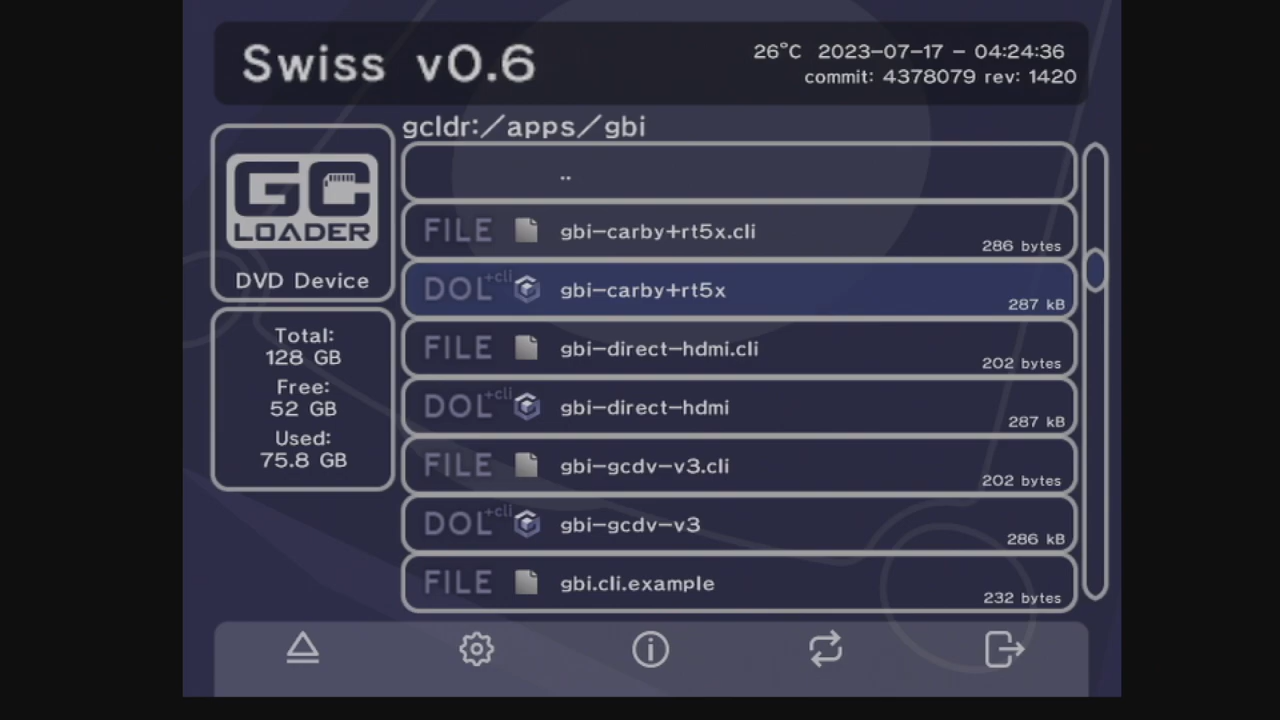 Swiss v0.6
26°C 2023-07-17 - 04:24:36
commit: 4378079 rev: 1420
GC
LOADER
DVD Device
Total:
128 GB
Free:
52 GB
Used:
75.8 GB
gcldr:/apps/gbi
..
FILE gbi-carby+rt5x.cli 286 bytes
DOL+cli gbi-carby+rt5x 287 kB
FILE gbi-direct-hdmi.cli 202 bytes
DOL+cli gbi-direct-hdmi 287 kB
FILE gbi-gcdv-v3.cli 202 bytes
DOL+cli gbi-gcdv-v3 286 kB
FILE gbi.cli.example 232 bytes